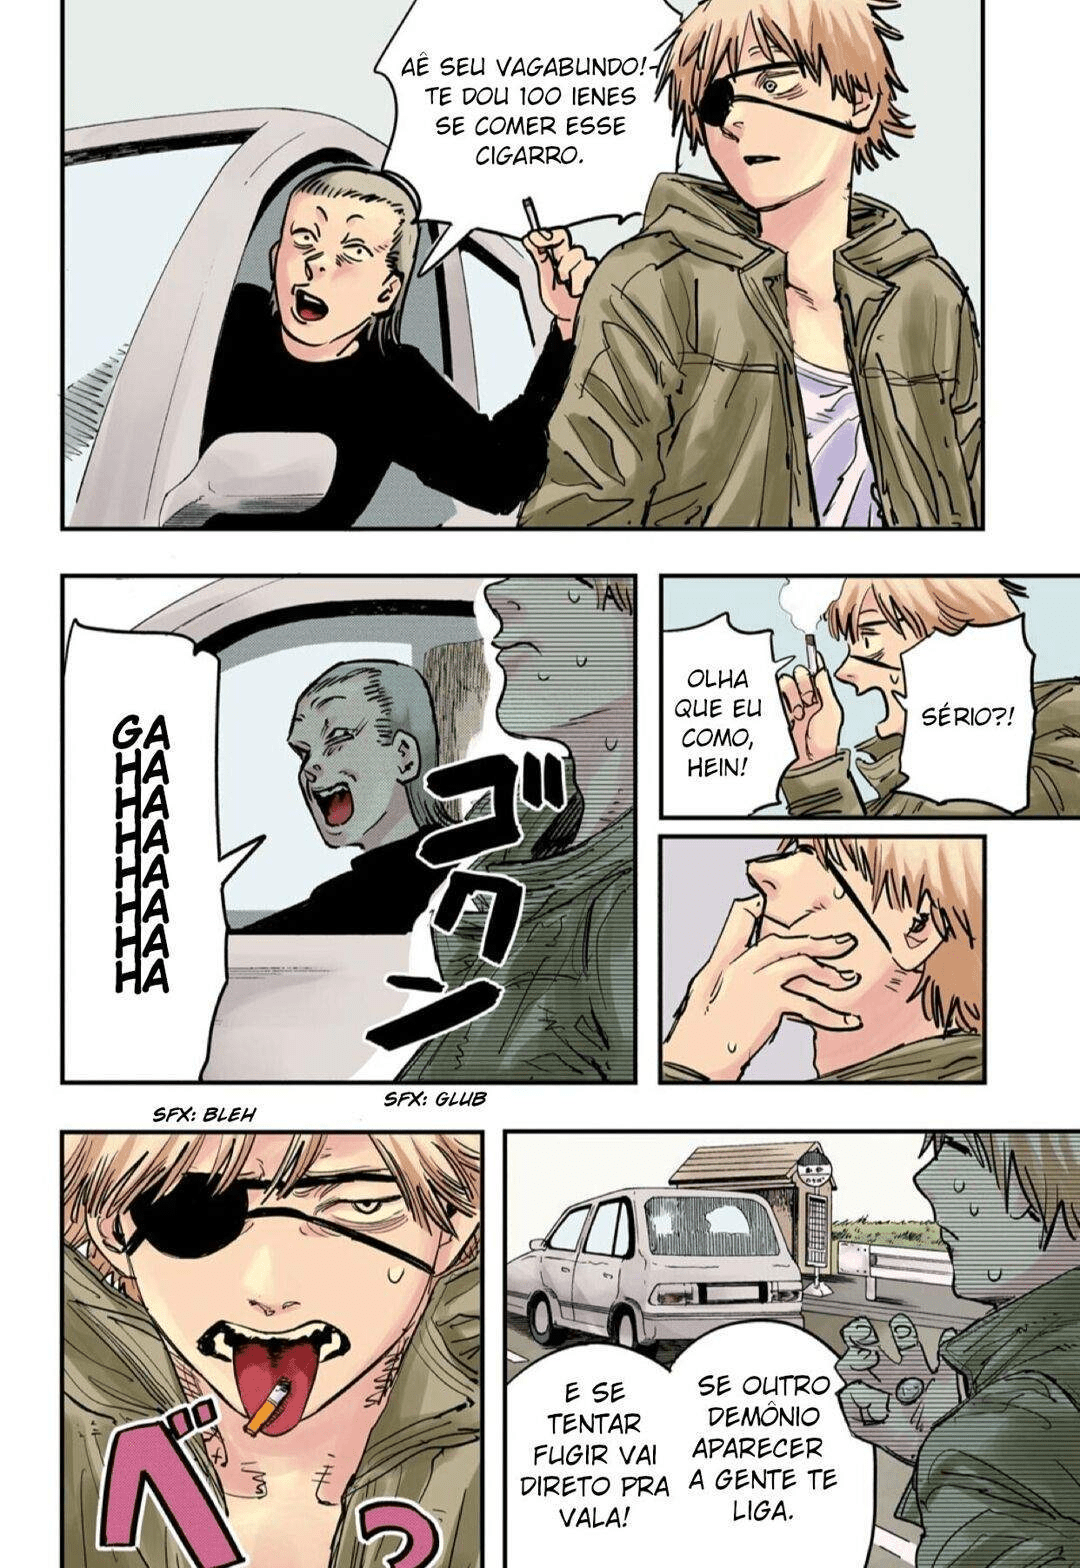 AÊ SEU VAGABUNDO!
TE DOU 100 IENES
SE COMER ESSE
CIGARRO.
SÉRIO?!
OLHA
QUE EU
COMO,
HEIN!
GA
HA
HA
HA
HA
HA
HA
HA
ゴクン
SFX: GLUB
SFX: BLEH
SE OUTRO
DEMÔNIO
APARECER
A GENTE TE
LIGA.
E SE
TENTAR
FUGIR VAI
DIRETO PRA
VALA!
べっ